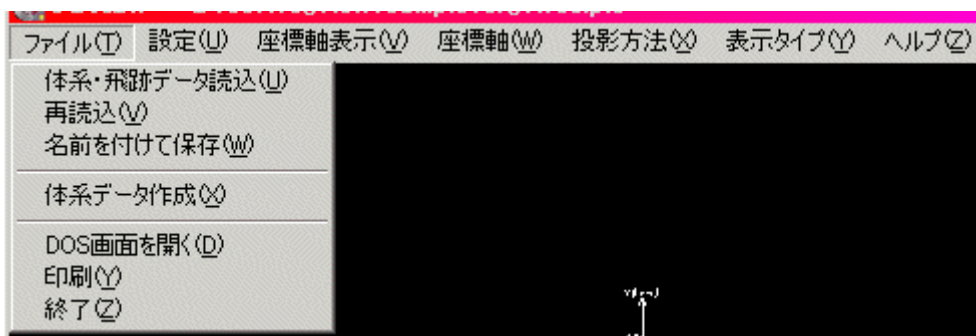 ファイル(T) 設定(U) 座標軸表示(V) 座標軸(W) 投影方法(X) 表示タイプ(Y) ヘルプ(Z)
体系・飛跡データ読込(U)
再読込(V)
名前を付けて保存(W)
体系データ作成(X)
DOS画面を開く(D)
印刷(Y)
終了(Z)